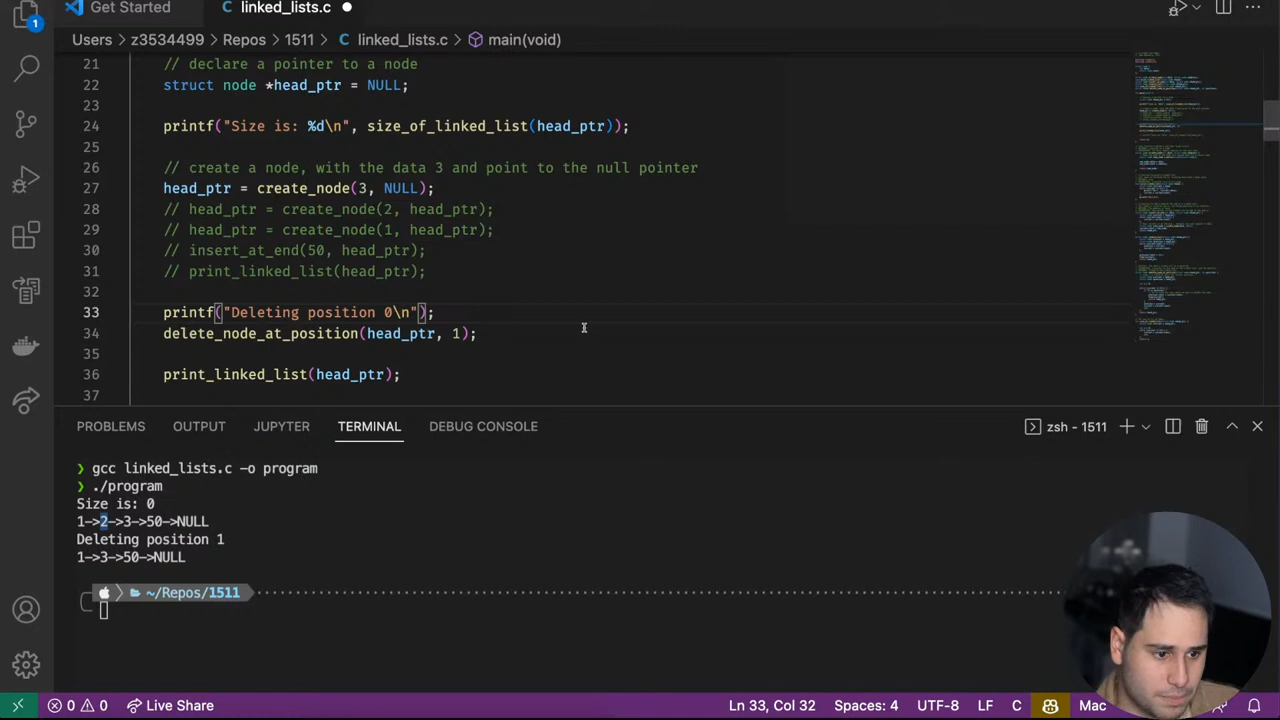 Get Started
linked_lists.c
Users > z3534499 > Repos > 1511 > linked_lists.c > main(void)
1
21 // declare a pointer to a node
22 struct node *head_ptr = NULL;
23
24 printf("Size is: %d\n", size_of_linked_list(head_ptr));
25
26 // create a node, with the data and point to the null pointer
27 head_ptr = create_node(3, NULL);
28 // head_ptr = create_node(2, head_ptr);
29 // head_ptr = create_node(1, head_ptr);
30 // insert_at_end(50, head_ptr);
31 // print_linked_list(head_ptr);
32
33 printf("Deleting position 0\n");
34 delete_node_at_position(head_ptr, 1);
35
36 print_linked_list(head_ptr);
37
PROBLEMS OUTPUT JUPYTER TERMINAL DEBUG CONSOLE
zsh - 1511
❯ gcc linked_lists.c -o program
❯ ./program
Size is: 0
1->2->3->50->NULL
Deleting position 1
1->3->50->NULL
~/Repos/1511
0 0 Live Share Ln 33, Col 32 Spaces: 4 UTF-8 LF C Mac